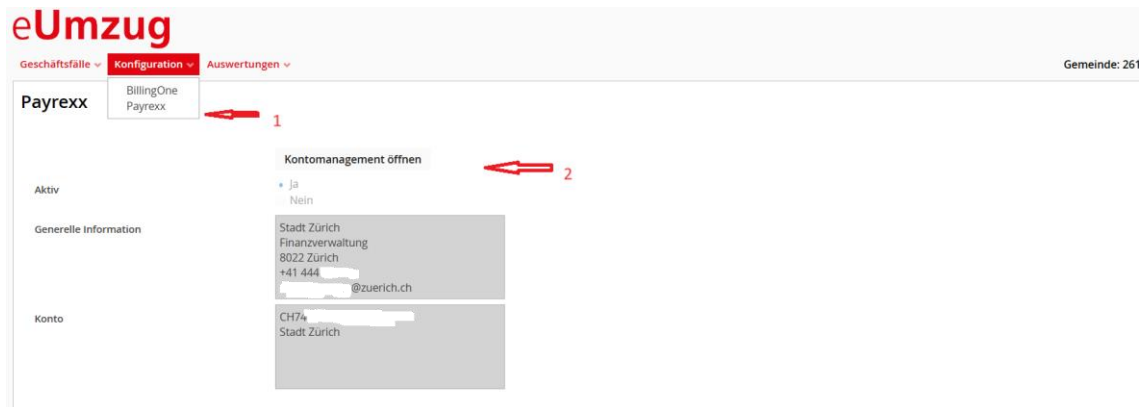 eUmzug
Geschäftsfälle Konfiguration Auswertungen Gemeinde: 261
BillingOne
Payrexx
Payrexx
1
Kontomanagement öffnen
2
Aktiv
Ja
Nein
Generelle Information
Stadt Zürich
Finanzverwaltung
8022 Zürich
+41 444
@zuerich.ch
Konto
CH74
Stadt Zürich